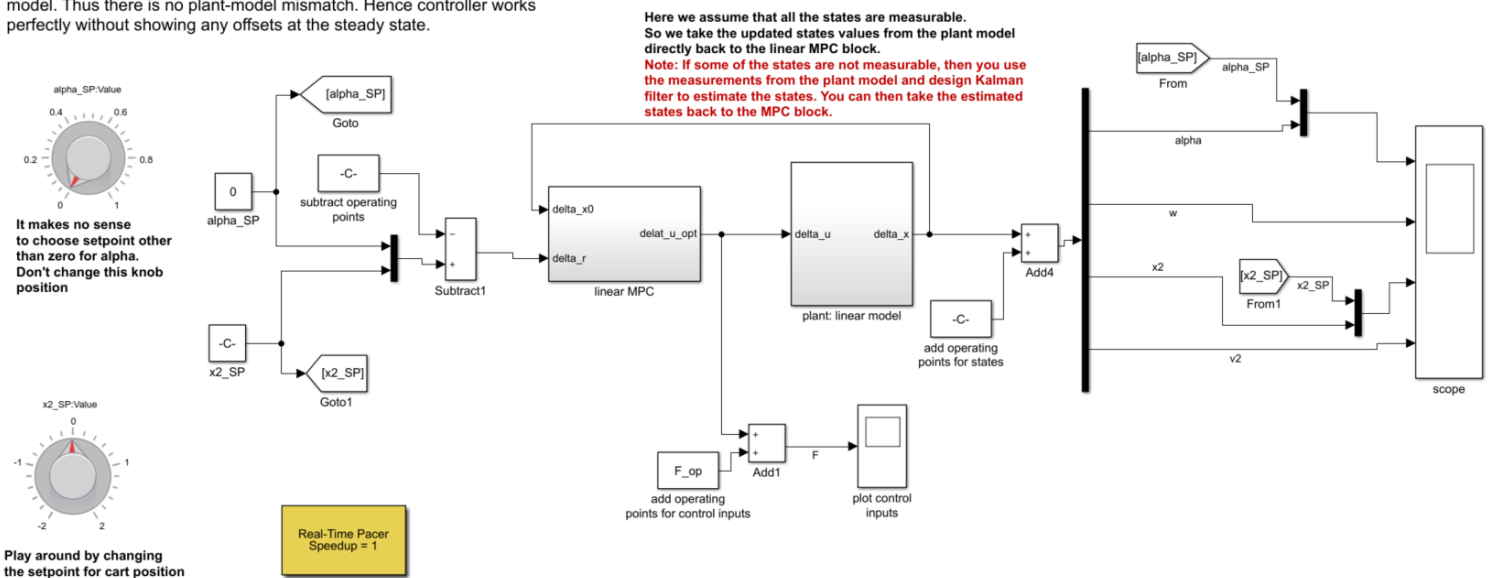 model. Thus there is no plant-model mismatch. Hence controller works
perfectly without showing any offsets at the steady state.
Here we assume that all the states are measurable.
So we take the updated states values from the plant model
directly back to the linear MPC block.
Note: If some of the states are not measurable, then you use
the measurements from the plant model and design Kalman
filter to estimate the states. You can then take the estimated
states back to the MPC block.
alpha_SP:Value
0.4
0.6
0.2
0.8
0
1
It makes no sense
to choose setpoint other
than zero for alpha.
Don't change this knob
position
[alpha_SP]
Goto
0
alpha_SP
-C-
subtract operating
points
−
+
Subtract1
-C-
x2_SP
[x2_SP]
Goto1
delta_x0
delta_r
delat_u_opt
linear MPC
delta_u
delta_x
plant: linear model
+
+
Add4
-C-
add operating
points for states
[alpha_SP]
From
alpha_SP
alpha
w
x2
[x2_SP]
From1
x2_SP
v2
scope
x2_SP:Value
0
-1
1
-2
2
Play around by changing
the setpoint for cart position
Real-Time Pacer
Speedup = 1
F_op
add operating
points for control inputs
+
+
Add1
F
plot control
inputs